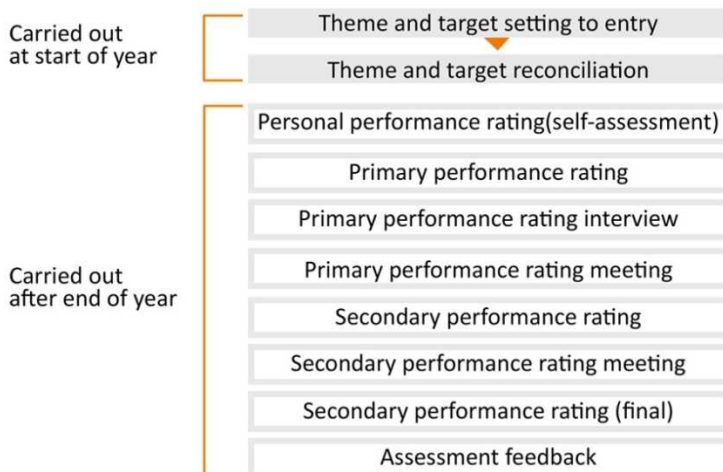 Carried out
at start of year
Theme and target setting to entry
Theme and target reconciliation
Carried out
after end of year
Personal performance rating(self-assessment)
Primary performance rating
Primary performance rating interview
Primary performance rating meeting
Secondary performance rating
Secondary performance rating meeting
Secondary performance rating (final)
Assessment feedback